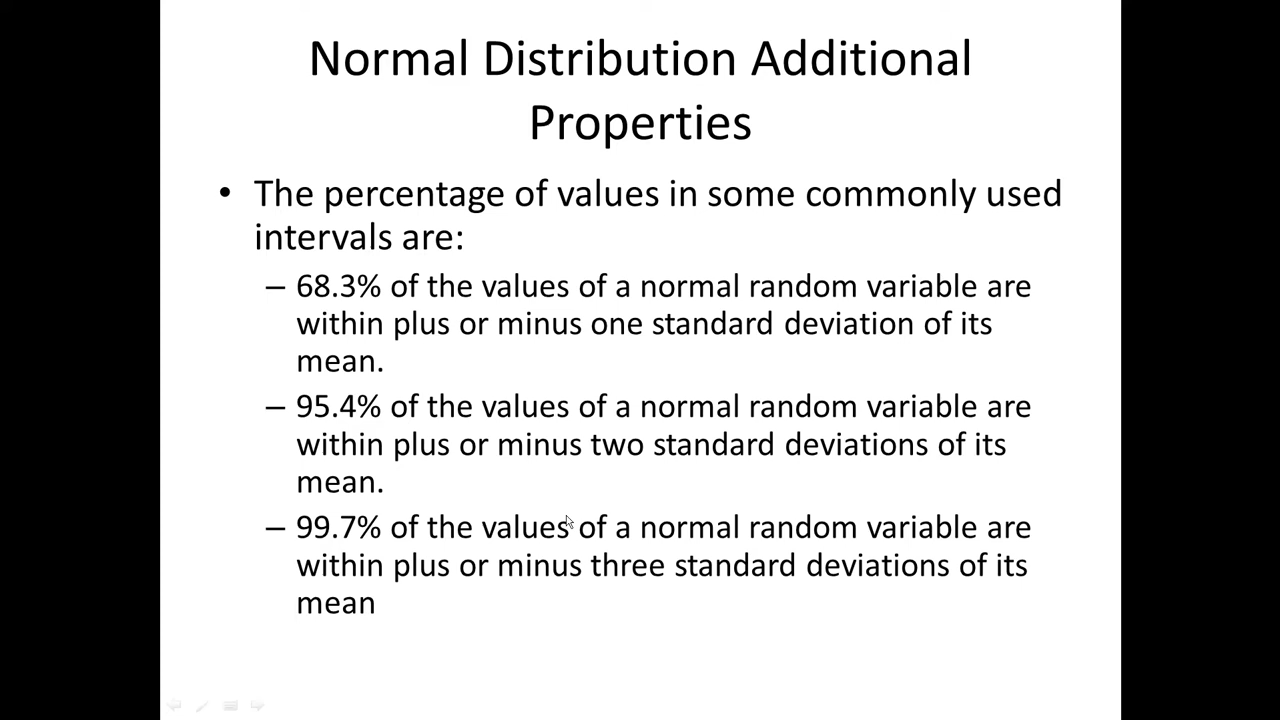 Normal Distribution Additional
Properties
• The percentage of values in some commonly used
intervals are:
– 68.3% of the values of a normal random variable are
within plus or minus one standard deviation of its
mean.
– 95.4% of the values of a normal random variable are
within plus or minus two standard deviations of its
mean.
– 99.7% of the values of a normal random variable are
within plus or minus three standard deviations of its
mean